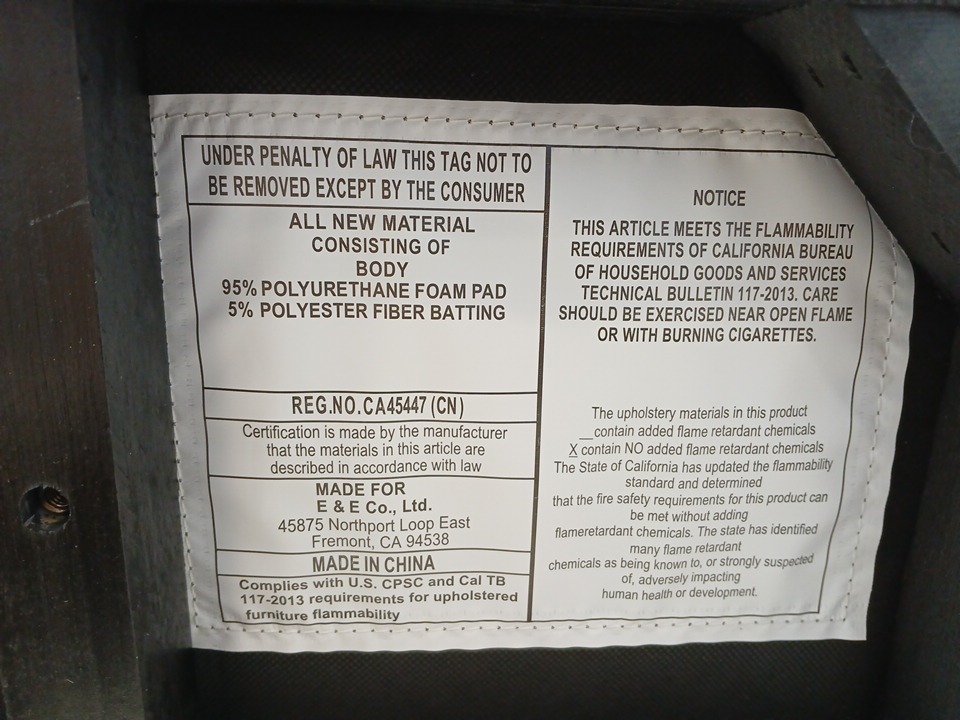 UNDER PENALTY OF LAW THIS TAG NOT TO
BE REMOVED EXCEPT BY THE CONSUMER
ALL NEW MATERIAL
CONSISTING OF
BODY
95% POLYURETHANE FOAM PAD
5% POLYESTER FIBER BATTING
REG.NO.CA45447 (CN)
Certification is made by the manufacturer
that the materials in this article are
described in accordance with law
MADE FOR
E & E Co., Ltd.
45875 Northport Loop East
Fremont, CA 94538
MADE IN CHINA
Complies with U.S. CPSC and Cal TB
117-2013 requirements for upholstered
furniture flammability
NOTICE
THIS ARTICLE MEETS THE FLAMMABILITY
REQUIREMENTS OF CALIFORNIA BUREAU
OF HOUSEHOLD GOODS AND SERVICES
TECHNICAL BULLETIN 117-2013. CARE
SHOULD BE EXERCISED NEAR OPEN FLAME
OR WITH BURNING CIGARETTES.
The upholstery materials in this product
__contain added flame retardant chemicals
X contain NO added flame retardant chemicals
The State of California has updated the flammability
standard and determined
that the fire safety requirements for this product can
be met without adding
flameretardant chemicals. The state has identified
many flame retardant
chemicals as being known to, or strongly suspected
of, adversely impacting
human health or development.